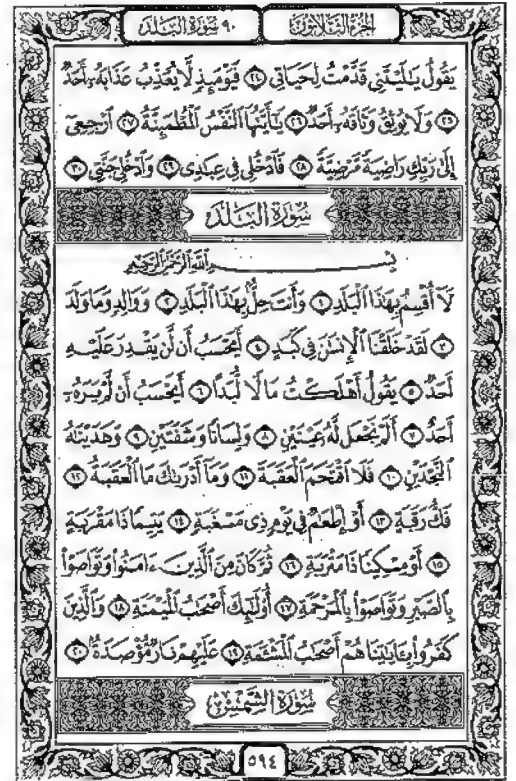 الجزء الثلاثون ٩٠ سورة البلد
يَقُولُ يَـٰلَيْتَنِى قَدَّمْتُ لِحَيَاتِى ٢٤ فَيَوْمَئِذٍ لَّا يُعَذِّبُ عَذَابَهُۥٓ أَحَدٌ
٢٥ وَلَا يُوثِقُ وَثَاقَهُۥٓ أَحَدٌ ٢٦ يَـٰٓأَيَّتُهَا ٱلنَّفْسُ ٱلْمُطْمَئِنَّةُ ٢٧ ٱرْجِعِىٓ
إِلَىٰ رَبِّكِ رَاضِيَةً مَّرْضِيَّةً ٢٨ فَٱدْخُلِى فِى عِبَـٰدِى ٢٩ وَٱدْخُلِى جَنَّتِى ٣٠
سُورَةُ البَلَدِ
بِسْمِ ٱللَّهِ ٱلرَّحْمَـٰنِ ٱلرَّحِيمِ
لَآ أُقْسِمُ بِهَـٰذَا ٱلْبَلَدِ ١ وَأَنتَ حِلٌّۢ بِهَـٰذَا ٱلْبَلَدِ ٢ وَوَالِدٍ وَمَا وَلَدَ
٣ لَقَدْ خَلَقْنَا ٱلْإِنسَـٰنَ فِى كَبَدٍ ٤ أَيَحْسَبُ أَن لَّن يَقْدِرَ عَلَيْهِ
أَحَدٌ ٥ يَقُولُ أَهْلَكْتُ مَالًا لُّبَدًا ٦ أَيَحْسَبُ أَن لَّمْ يَرَهُۥٓ
أَحَدٌ ٧ أَلَمْ نَجْعَل لَّهُۥ عَيْنَيْنِ ٨ وَلِسَانًا وَشَفَتَيْنِ ٩ وَهَدَيْنَـٰهُ
ٱلنَّجْدَيْنِ ١٠ فَلَا ٱقْتَحَمَ ٱلْعَقَبَةَ ١١ وَمَآ أَدْرَىٰكَ مَا ٱلْعَقَبَةُ ١٢
فَكُّ رَقَبَةٍ ١٣ أَوْ إِطْعَـٰمٌ فِى يَوْمٍ ذِى مَسْغَبَةٍ ١٤ يَتِيمًا ذَا مَقْرَبَةٍ
١٥ أَوْ مِسْكِينًا ذَا مَتْرَبَةٍ ١٦ ثُمَّ كَانَ مِنَ ٱلَّذِينَ ءَامَنُوا۟ وَتَوَاصَوْا۟
بِٱلصَّبْرِ وَتَوَاصَوْا۟ بِٱلْمَرْحَمَةِ ١٧ أُو۟لَـٰٓئِكَ أَصْحَـٰبُ ٱلْمَيْمَنَةِ ١٨ وَٱلَّذِينَ
كَفَرُوا۟ بِـَٔايَـٰتِنَا هُمْ أَصْحَـٰبُ ٱلْمَشْـَٔمَةِ ١٩ عَلَيْهِمْ نَارٌ مُّؤْصَدَةٌۢ ٢٠
سُورَةُ الشَّمْسِ
٥٩٤